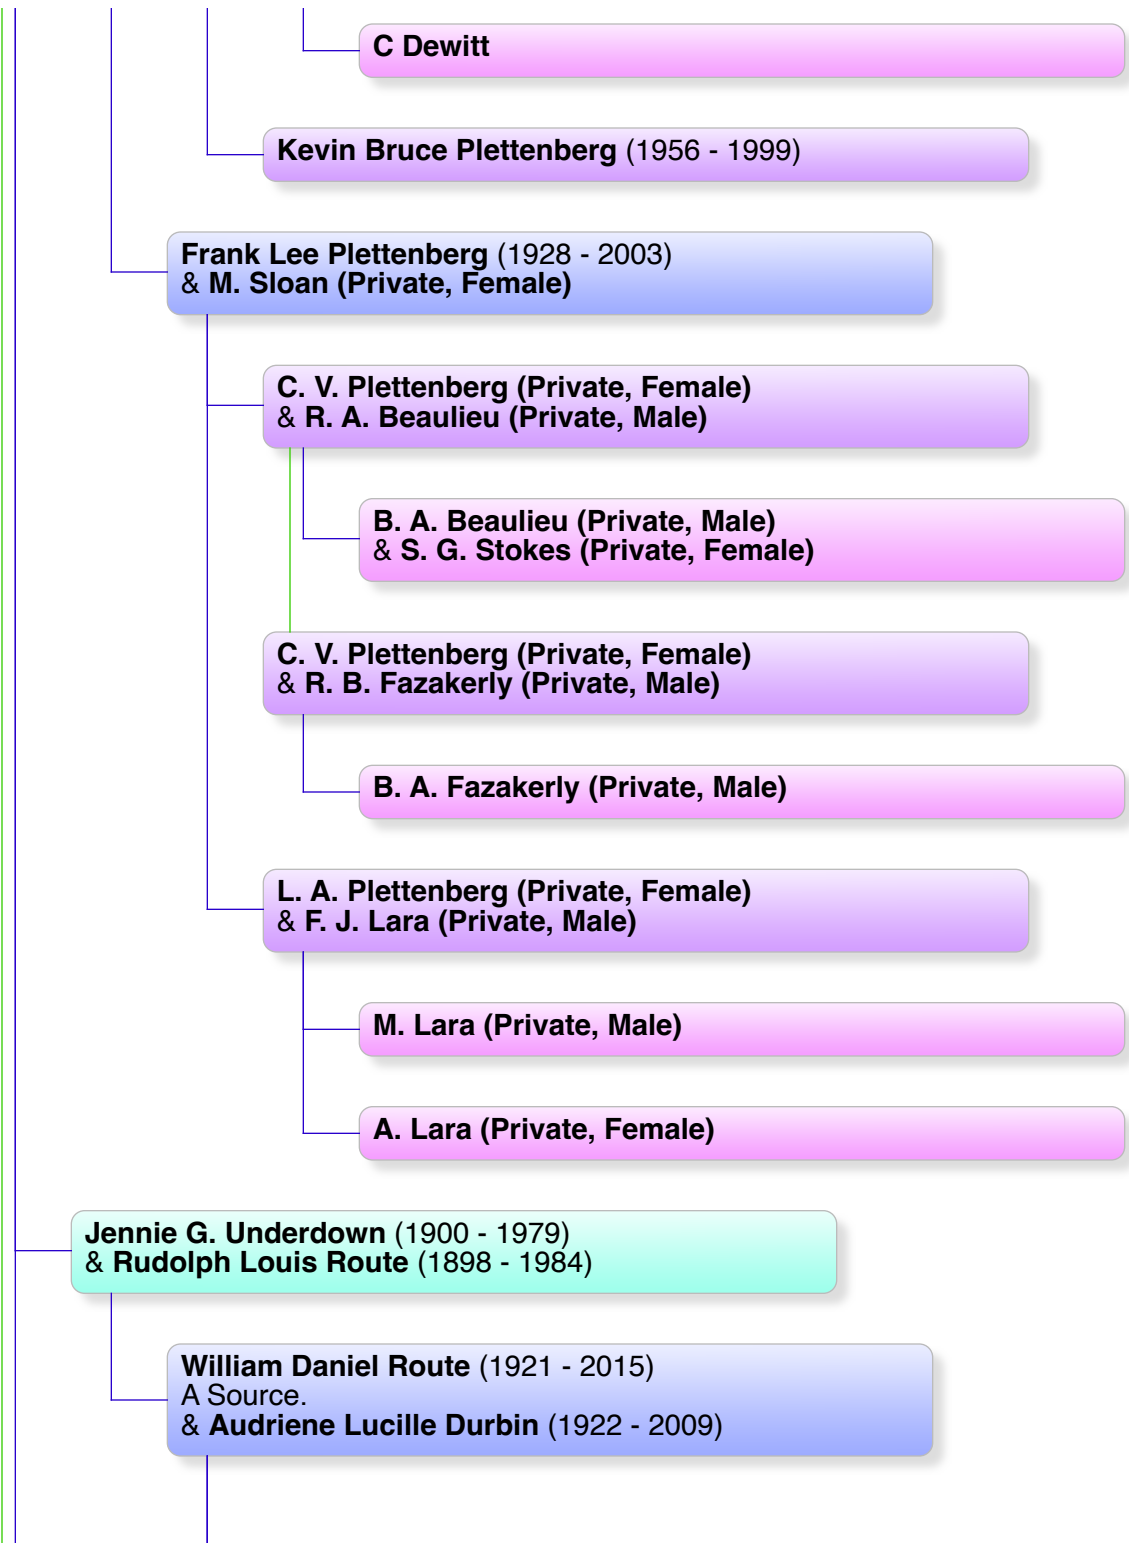 C Dewitt
Kevin Bruce Plettenberg (1956 - 1999)
Frank Lee Plettenberg (1928 - 2003)
& M. Sloan (Private, Female)
C. V. Plettenberg (Private, Female)
& R. A. Beaulieu (Private, Male)
B. A. Beaulieu (Private, Male)
& S. G. Stokes (Private, Female)
C. V. Plettenberg (Private, Female)
& R. B. Fazakerly (Private, Male)
B. A. Fazakerly (Private, Male)
L. A. Plettenberg (Private, Female)
& F. J. Lara (Private, Male)
M. Lara (Private, Male)
A. Lara (Private, Female)
Jennie G. Underdown (1900 - 1979)
& Rudolph Louis Route (1898 - 1984)
William Daniel Route (1921 - 2015)
A Source.
& Audriene Lucille Durbin (1922 - 2009)